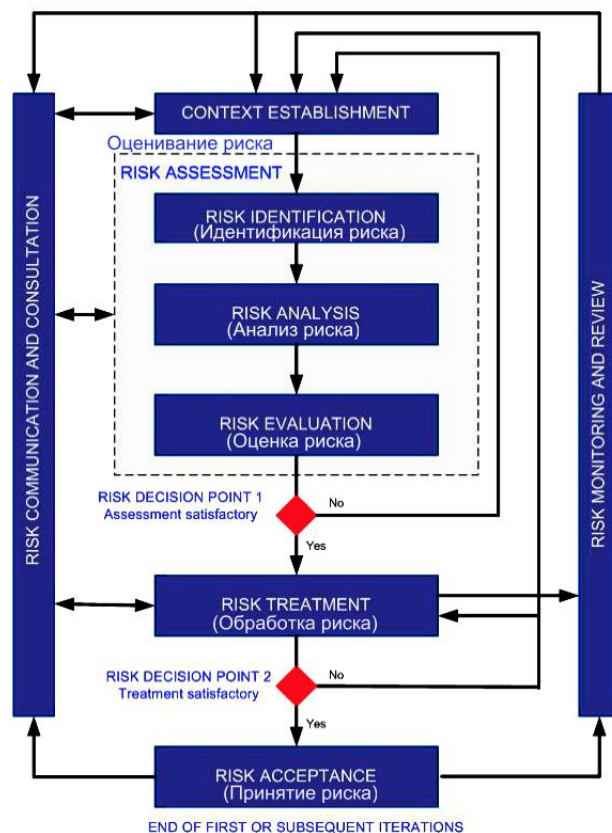 CONTEXT ESTABLISHMENT
Оценивание риска
RISK ASSESSMENT
RISK IDENTIFICATION
(Идентификация риска)
RISK ANALYSIS
(Анализ риска)
RISK EVALUATION
(Оценка риска)
RISK COMMUNICATION AND CONSULTATION
RISK MONITORING AND REVIEW
RISK DECISION POINT 1
Assessment satisfactory
No
Yes
RISK TREATMENT
(Обработка риска)
RISK DECISION POINT 2
Treatment satisfactory
No
Yes
RISK ACCEPTANCE
(Принятие риска)
END OF FIRST OR SUBSEQUENT ITERATIONS